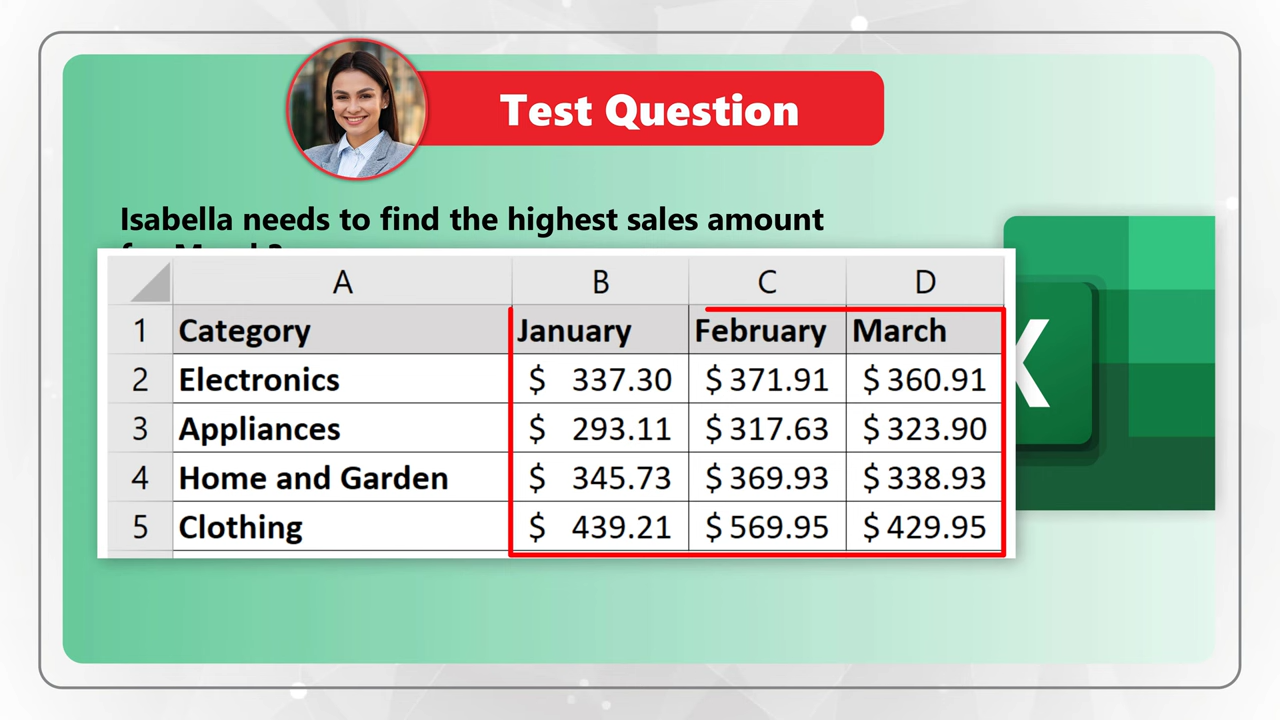 Test Question
Isabella needs to find the highest sales amount
A B C D
1 Category January February March
2 Electronics $ 337.30 $ 371.91 $ 360.91
3 Appliances $ 293.11 $ 317.63 $ 323.90
4 Home and Garden $ 345.73 $ 369.93 $ 338.93
5 Clothing $ 439.21 $ 569.95 $ 429.95
X